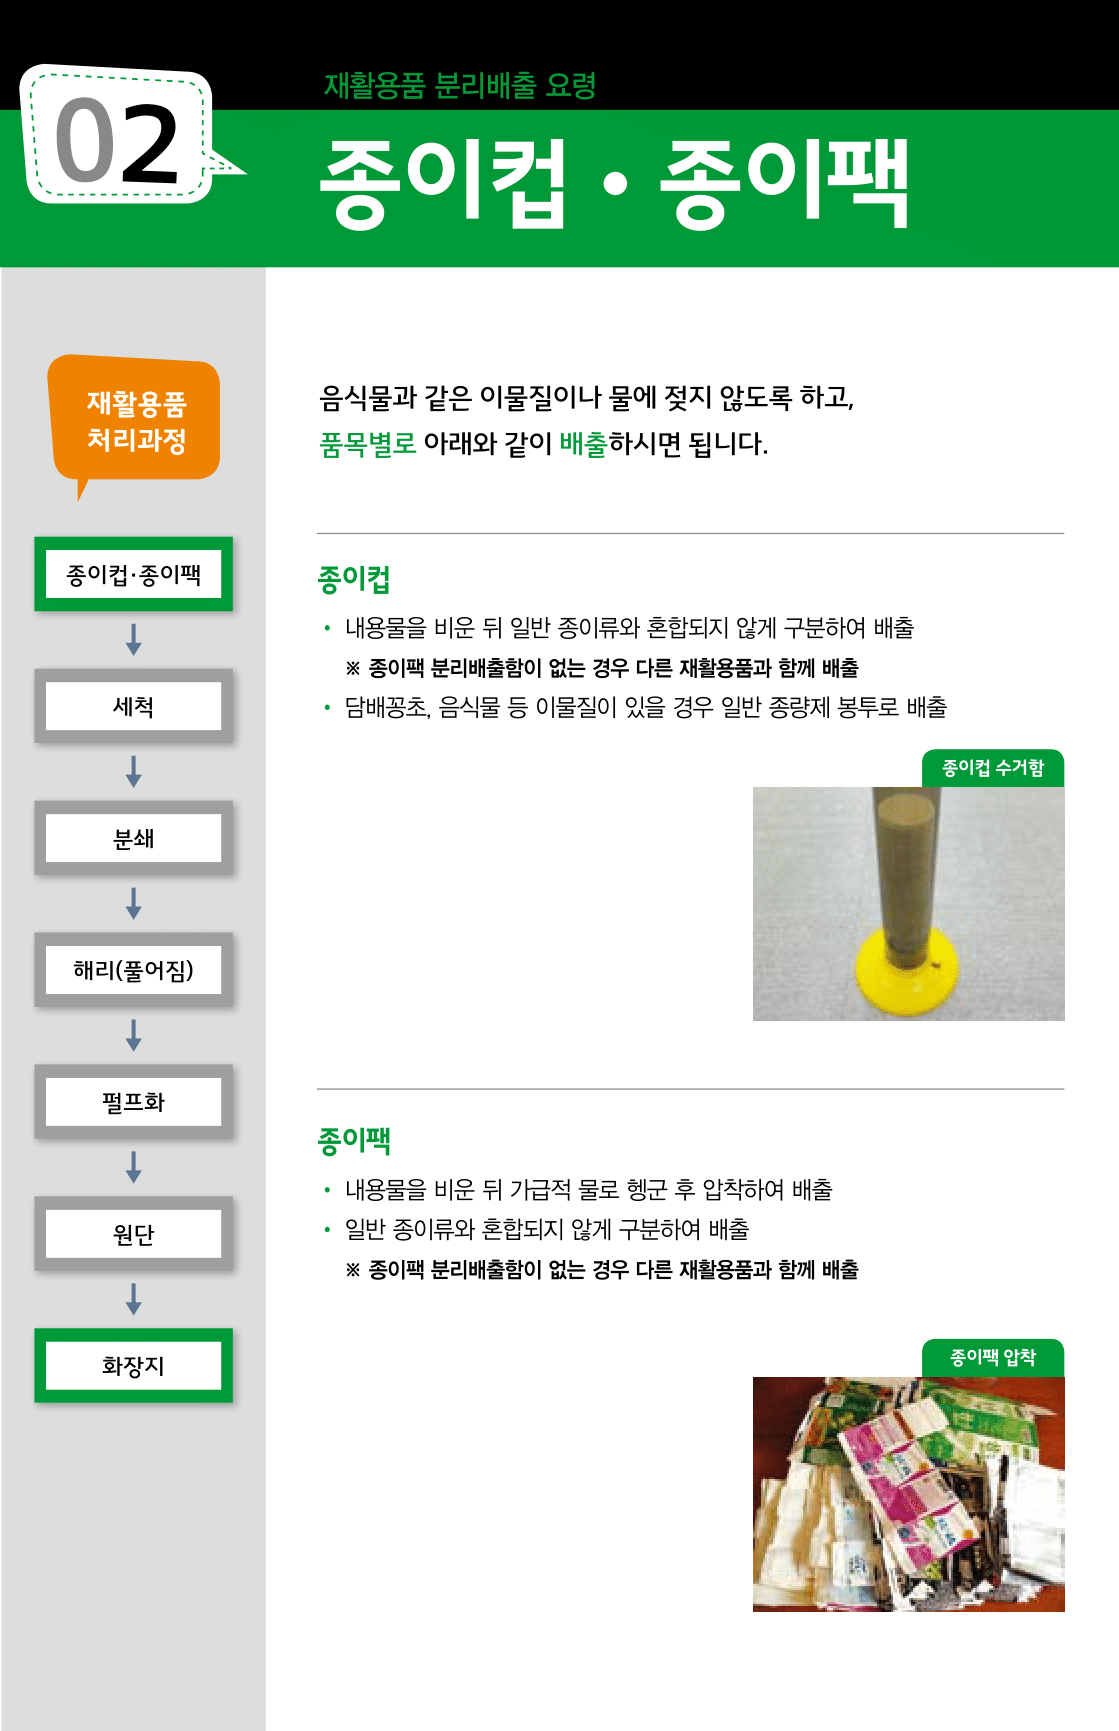 02
재활용품 분리배출 요령
종이컵 • 종이팩
재활용품
처리과정
종이컵·종이팩
세척
분쇄
해리(풀어짐)
펄프화
원단
화장지
음식물과 같은 이물질이나 물에 젖지 않도록 하고,
품목별로 아래와 같이 배출하시면 됩니다.
종이컵
• 내용물을 비운 뒤 일반 종이류와 혼합되지 않게 구분하여 배출
※ 종이팩 분리배출함이 없는 경우 다른 재활용품과 함께 배출
• 담배꽁초, 음식물 등 이물질이 있을 경우 일반 종량제 봉투로 배출
종이컵 수거함
종이팩
• 내용물을 비운 뒤 가급적 물로 헹군 후 압착하여 배출
• 일반 종이류와 혼합되지 않게 구분하여 배출
※ 종이팩 분리배출함이 없는 경우 다른 재활용품과 함께 배출
종이팩 압착